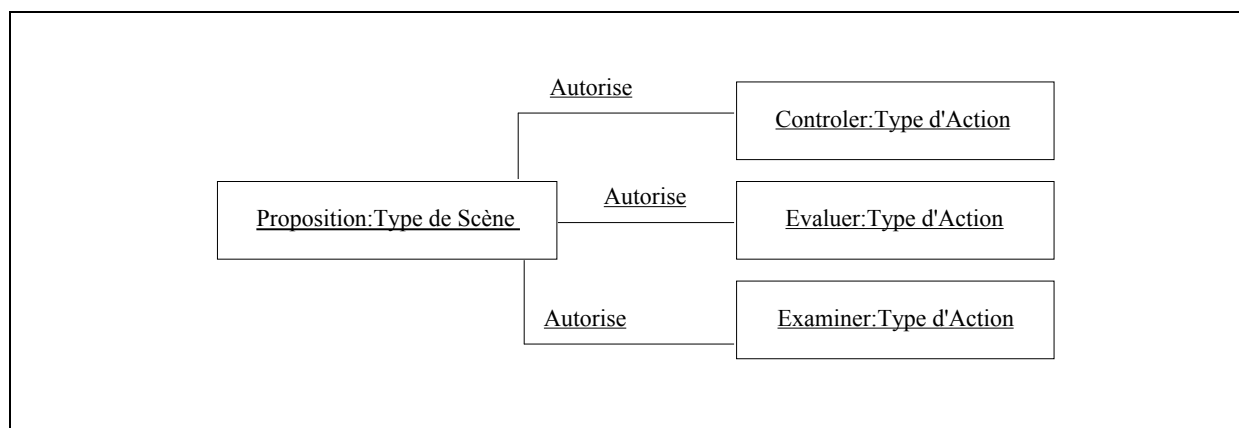 Autorise
Controler:Type d'Action
Autorise
Proposition:Type de Scène
Evaluer:Type d'Action
Autorise
Examiner:Type d'Action